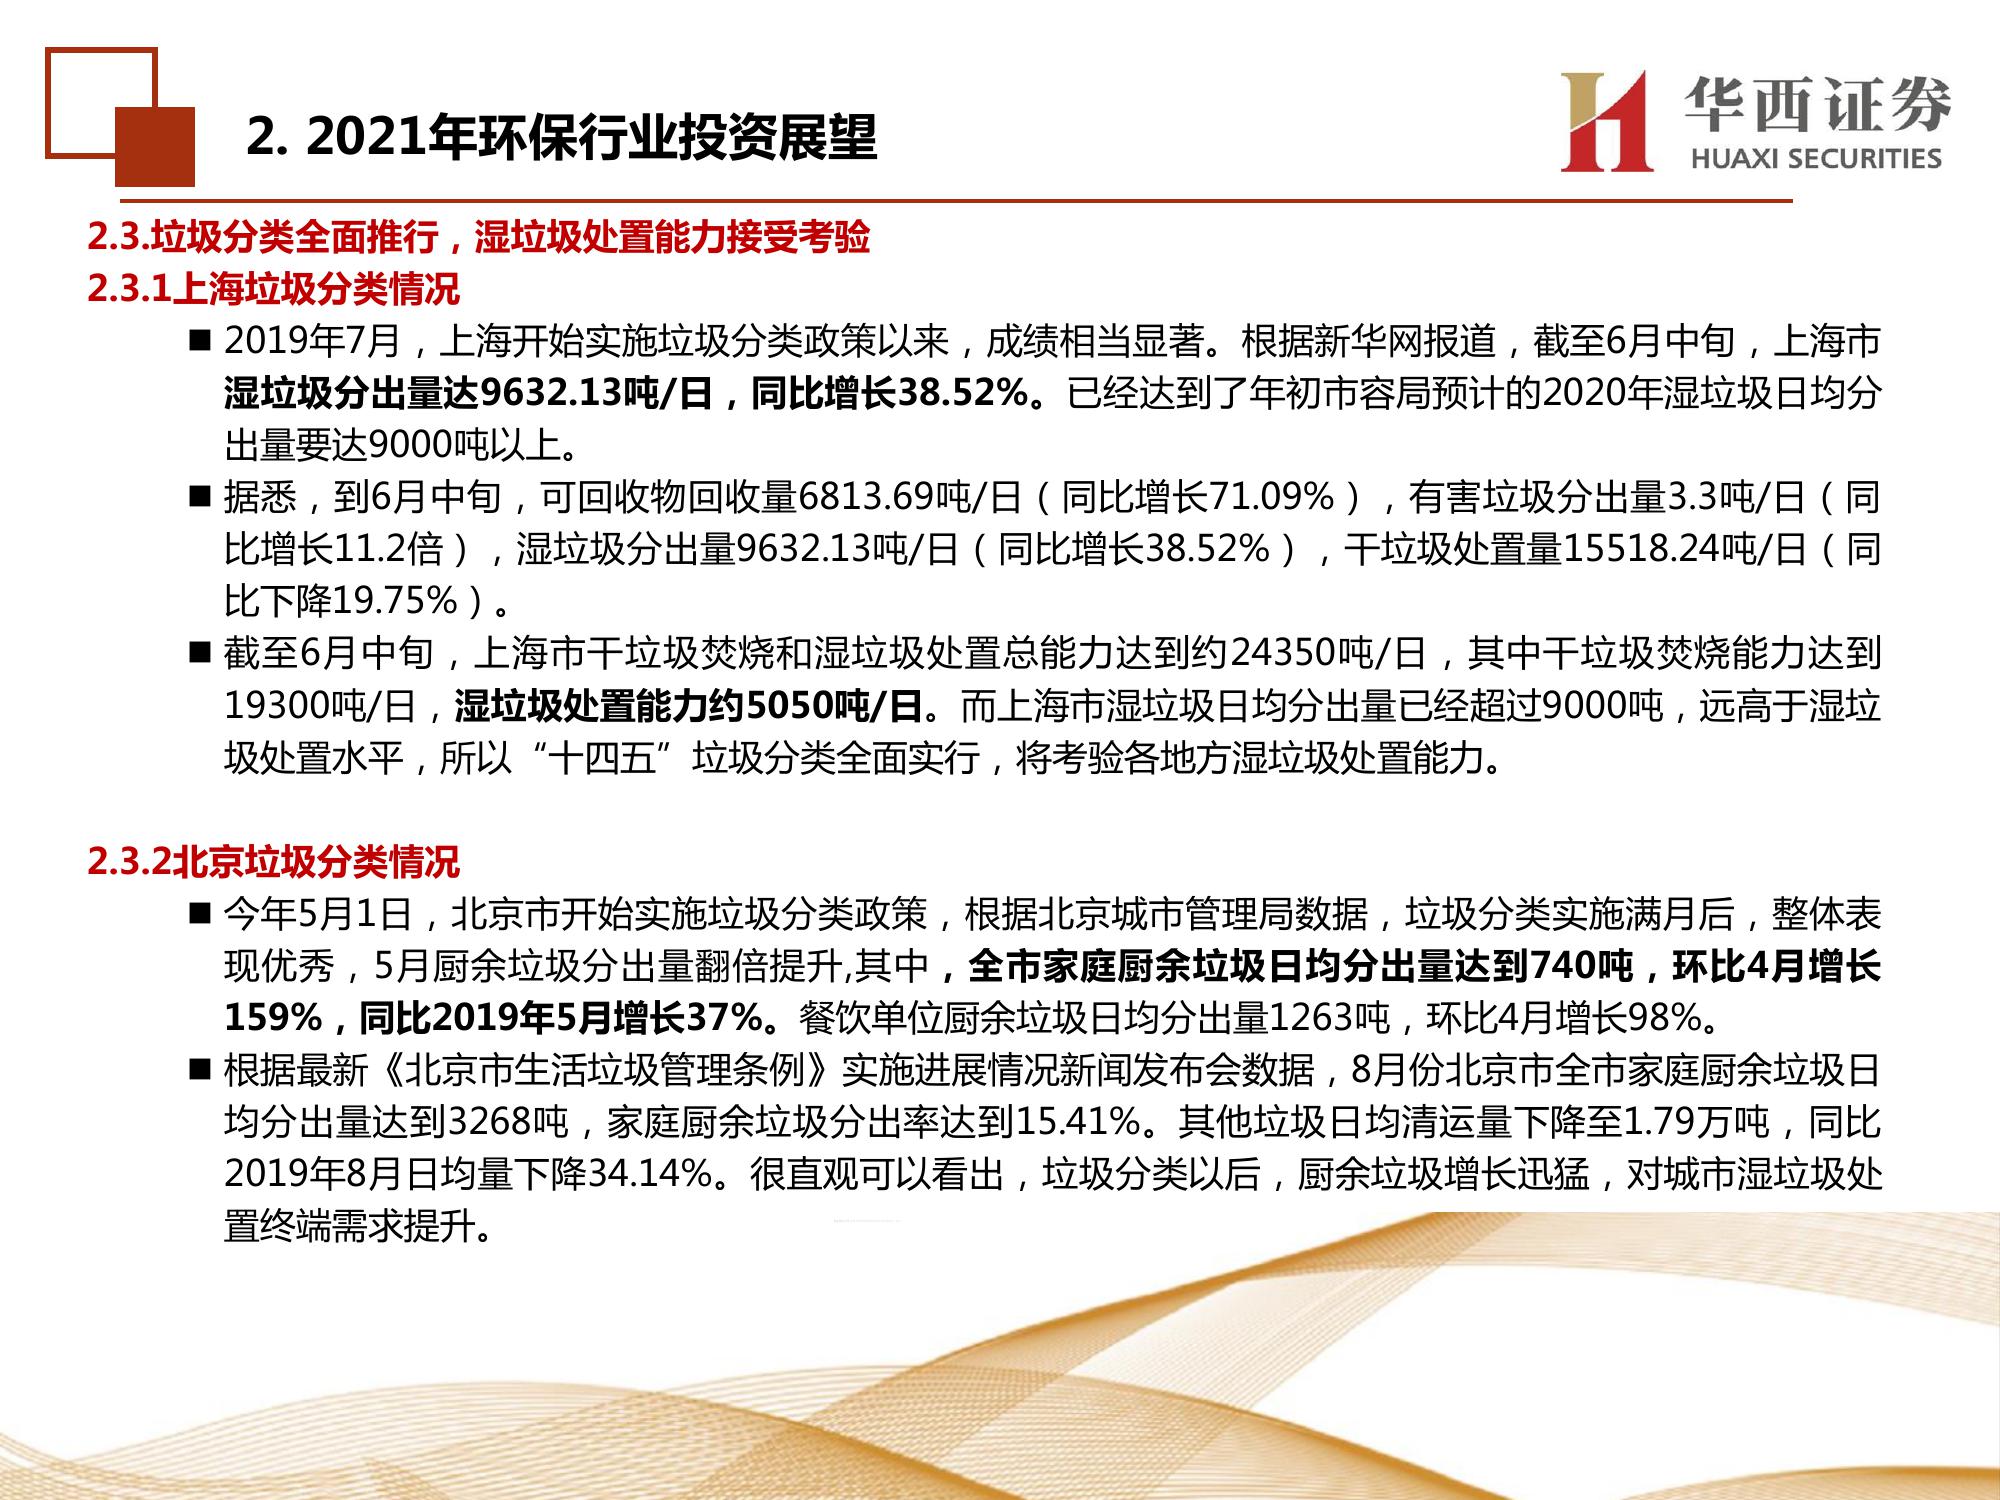 2. 2021年环保行业投资展望
华西证券
HUAXI SECURITIES
2.3.垃圾分类全面推行，湿垃圾处置能力接受考验
2.3.1上海垃圾分类情况
■ 2019年7月，上海开始实施垃圾分类政策以来，成绩相当显著。根据新华网报道，截至6月中旬，上海市
湿垃圾分出量达9632.13吨/日，同比增长38.52%。已经达到了年初市容局预计的2020年湿垃圾日均分
出量要达9000吨以上。
■ 据悉，到6月中旬，可回收物回收量6813.69吨/日（同比增长71.09%），有害垃圾分出量3.3吨/日（同
比增长11.2倍），湿垃圾分出量9632.13吨/日（同比增长38.52%），干垃圾处置量15518.24吨/日（同
比下降19.75%）。
■ 截至6月中旬，上海市干垃圾焚烧和湿垃圾处置总能力达到约24350吨/日，其中干垃圾焚烧能力达到
19300吨/日，湿垃圾处置能力约5050吨/日。而上海市湿垃圾日均分出量已经超过9000吨，远高于湿垃
圾处置水平，所以“十四五”垃圾分类全面实行，将考验各地方湿垃圾处置能力。
2.3.2北京垃圾分类情况
■ 今年5月1日，北京市开始实施垃圾分类政策，根据北京城市管理局数据，垃圾分类实施满月后，整体表
现优秀，5月厨余垃圾分出量翻倍提升,其中，全市家庭厨余垃圾日均分出量达到740吨，环比4月增长
159%，同比2019年5月增长37%。餐饮单位厨余垃圾日均分出量1263吨，环比4月增长98%。
■ 根据最新《北京市生活垃圾管理条例》实施进展情况新闻发布会数据，8月份北京市全市家庭厨余垃圾日
均分出量达到3268吨，家庭厨余垃圾分出率达到15.41%。其他垃圾日均清运量下降至1.79万吨，同比
2019年8月日均量下降34.14%。很直观可以看出，垃圾分类以后，厨余垃圾增长迅猛，对城市湿垃圾处
置终端需求提升。